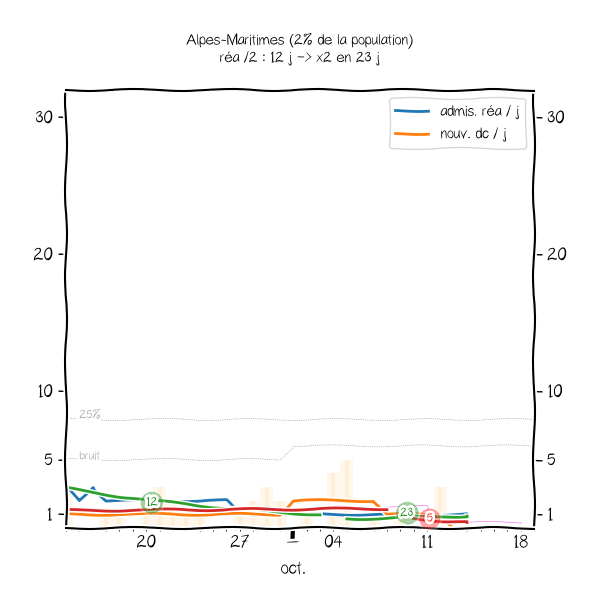 Alpes-Maritimes (2% de la population)
réa /2 : 12 j -> x2 en 23 j
admis. réa / j
nouv. dc / j
30 30
20 20
10 10
25%
bruit
5 5
12
23
5
1 1
20 27 04 11 18
oct.